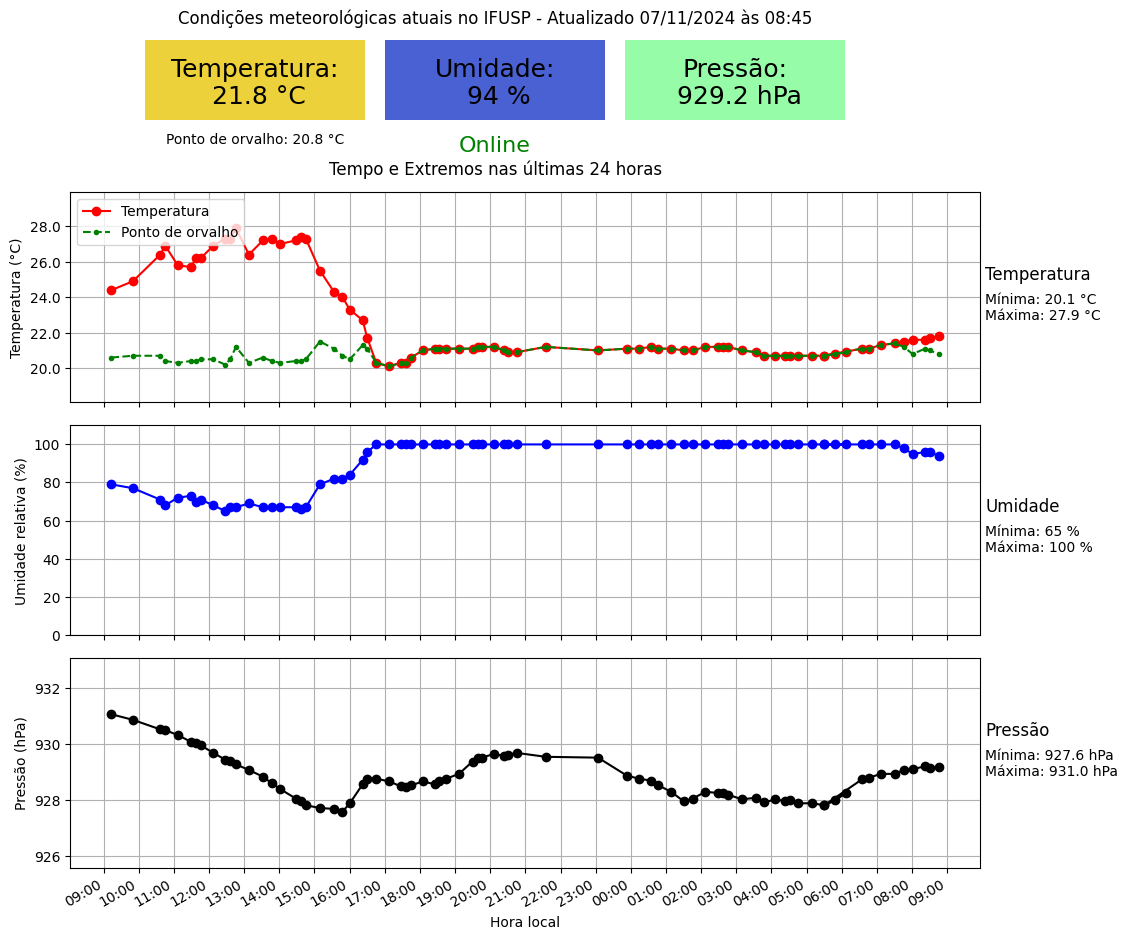 Condições meteorológicas atuais no IFUSP - Atualizado 07/11/2024 às 08:45
Temperatura:
21.8 °C
Umidade:
94 %
Pressão:
929.2 hPa
Ponto de orvalho: 20.8 °C
Online
Tempo e Extremos nas últimas 24 horas
Temperatura
Ponto de orvalho
Temperatura (°C)
28.0
26.0
24.0
22.0
20.0
Temperatura
Mínima: 20.1 °C
Máxima: 27.9 °C
Umidade relativa (%)
100
80
60
40
20
0
Umidade
Mínima: 65 %
Máxima: 100 %
Pressão (hPa)
932
930
928
926
Pressão
Mínima: 927.6 hPa
Máxima: 931.0 hPa
09:00 10:00 11:00 12:00 13:00 14:00 15:00 16:00 17:00 18:00 19:00 20:00 21:00 22:00 23:00 00:00 01:00 02:00 03:00 04:00 05:00 06:00 07:00 08:00 09:00
Hora local